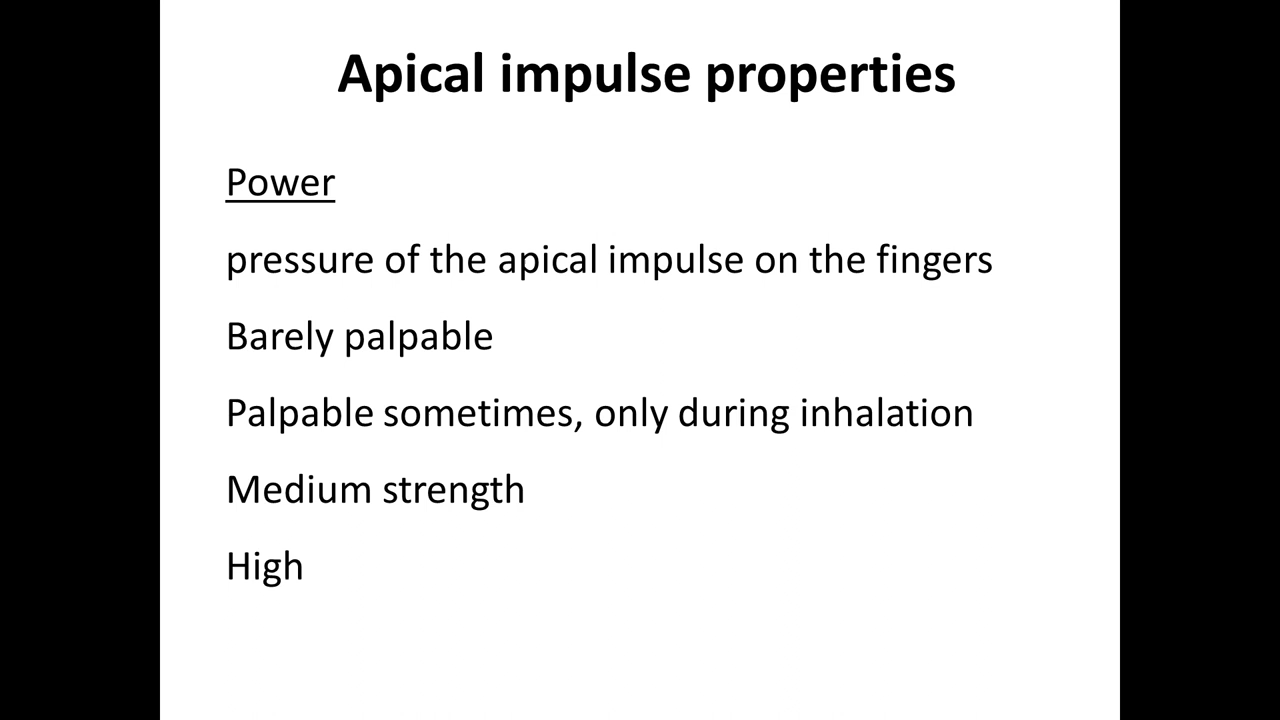 Apical impulse properties
Power
pressure of the apical impulse on the fingers
Barely palpable
Palpable sometimes, only during inhalation
Medium strength
High